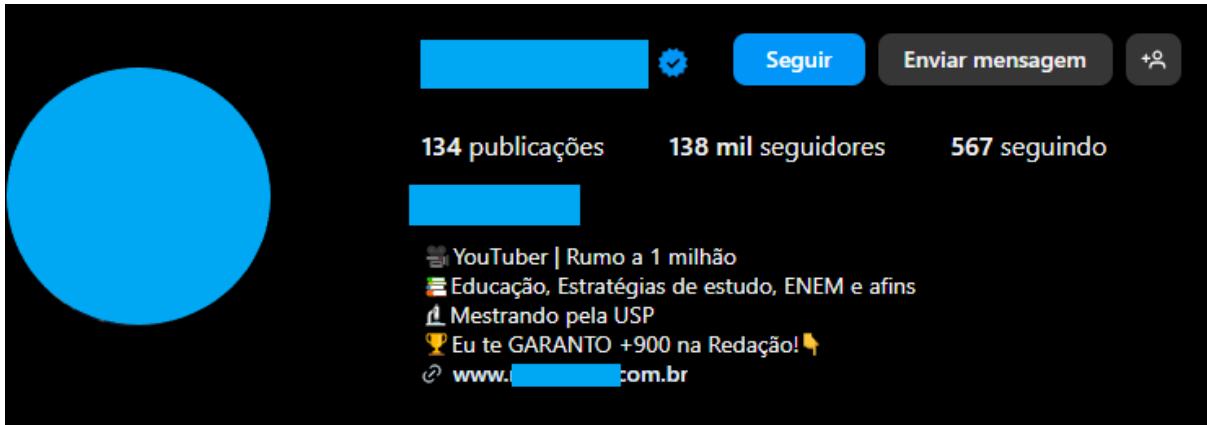 Seguir Enviar mensagem
134 publicações 138 mil seguidores 567 seguindo
YouTuber | Rumo a 1 milhão
Educação, Estratégias de estudo, ENEM e afins
Mestrando pela USP
Eu te GARANTO +900 na Redação!
www. com.br